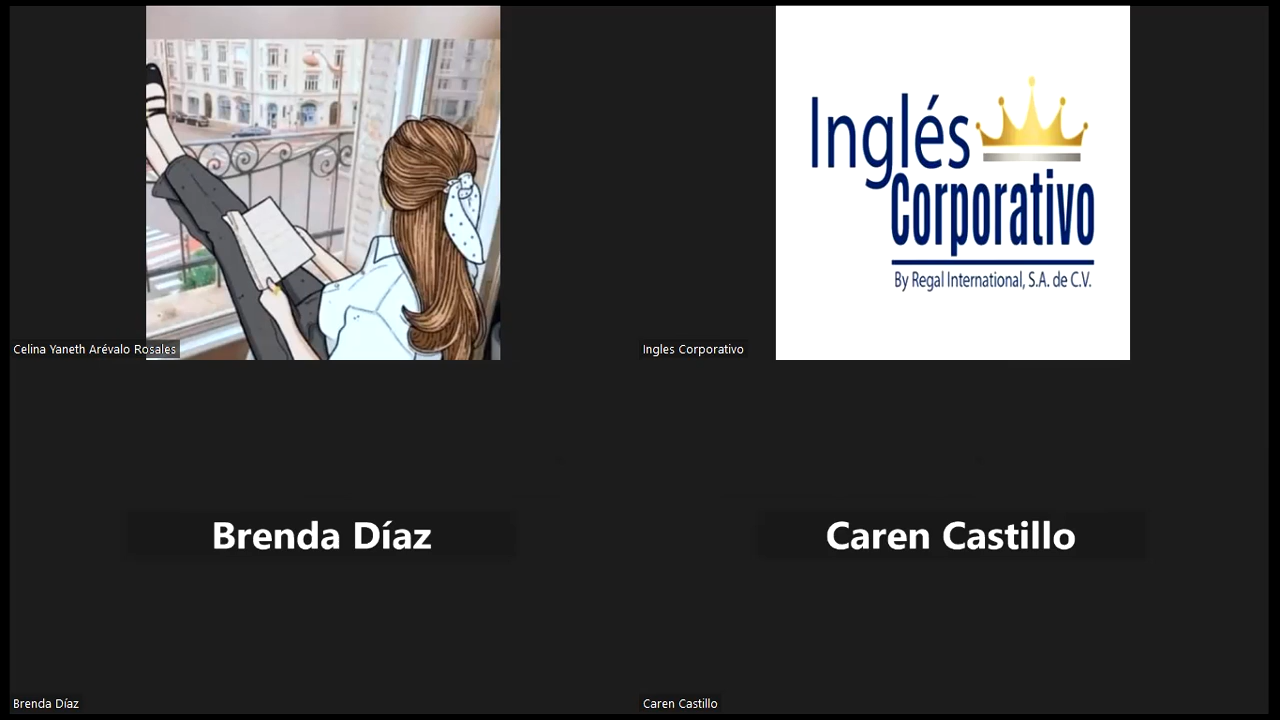 Inglés
Corporativo
By Regal International, S.A. de C.V.
Celina Yaneth Arévalo Rosales
Ingles Corporativo
Brenda Díaz
Caren Castillo
Brenda Díaz
Caren Castillo